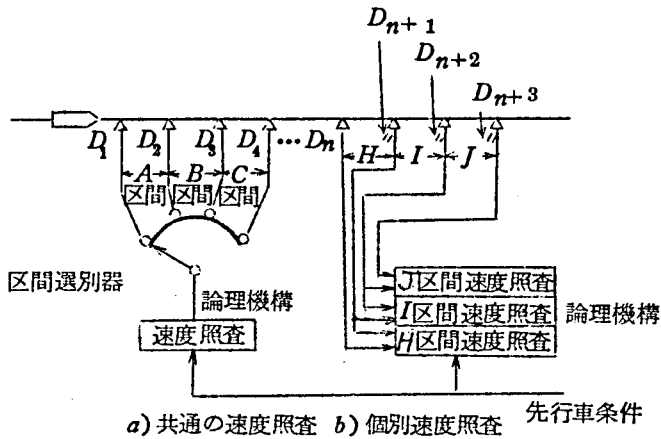 D_{n+1}
D_{n+2}
D_{n+3}
D_1 D_2 D_3 D_4 … D_n
A B C H I J
区間 区間 区間
区間選別器
論理機構
速度照査
J区間速度照査
I区間速度照査
H区間速度照査
論理機構
先行車条件
a) 共通の速度照査 b) 個別速度照査